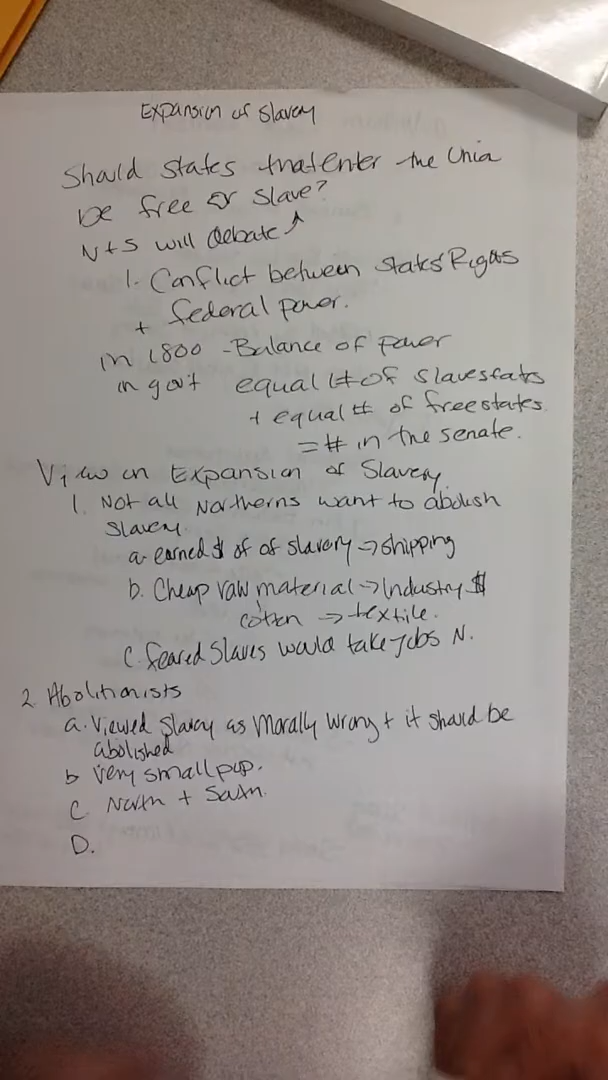 Expansion of Slavery
Should states that enter the Union
be free or slave?
N + S will debate
1. Conflict between States' Rights
+ federal power.
in 1800 - Balance of power
in gov't equal # of slavestats
+ equal # of freestates
= # in the senate.
View on Expansion of Slavery
1. Not all Northerns want to abolish
Slavery.
a. earned $ of of slavery → shipping
b. Cheap raw material → Industry $
cotton → textile.
C. feared Slaves would take jobs N.
2. Abolitionists
a. Viewed Slavery as Morally Wrong + it should be
abolished
b very small pop.
C. North + South.
D.